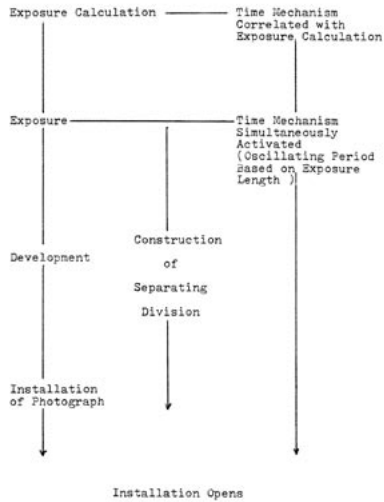 Exposure Calculation
Time Mechanism
Correlated with
Exposure Calculation
Exposure
Time Mechanism
Simultaneously
Activated
(Oscillating Period
Based on Exposure
Length )
Construction
of
Separating
Division
Development
Installation
of Photograph
Installation Opens